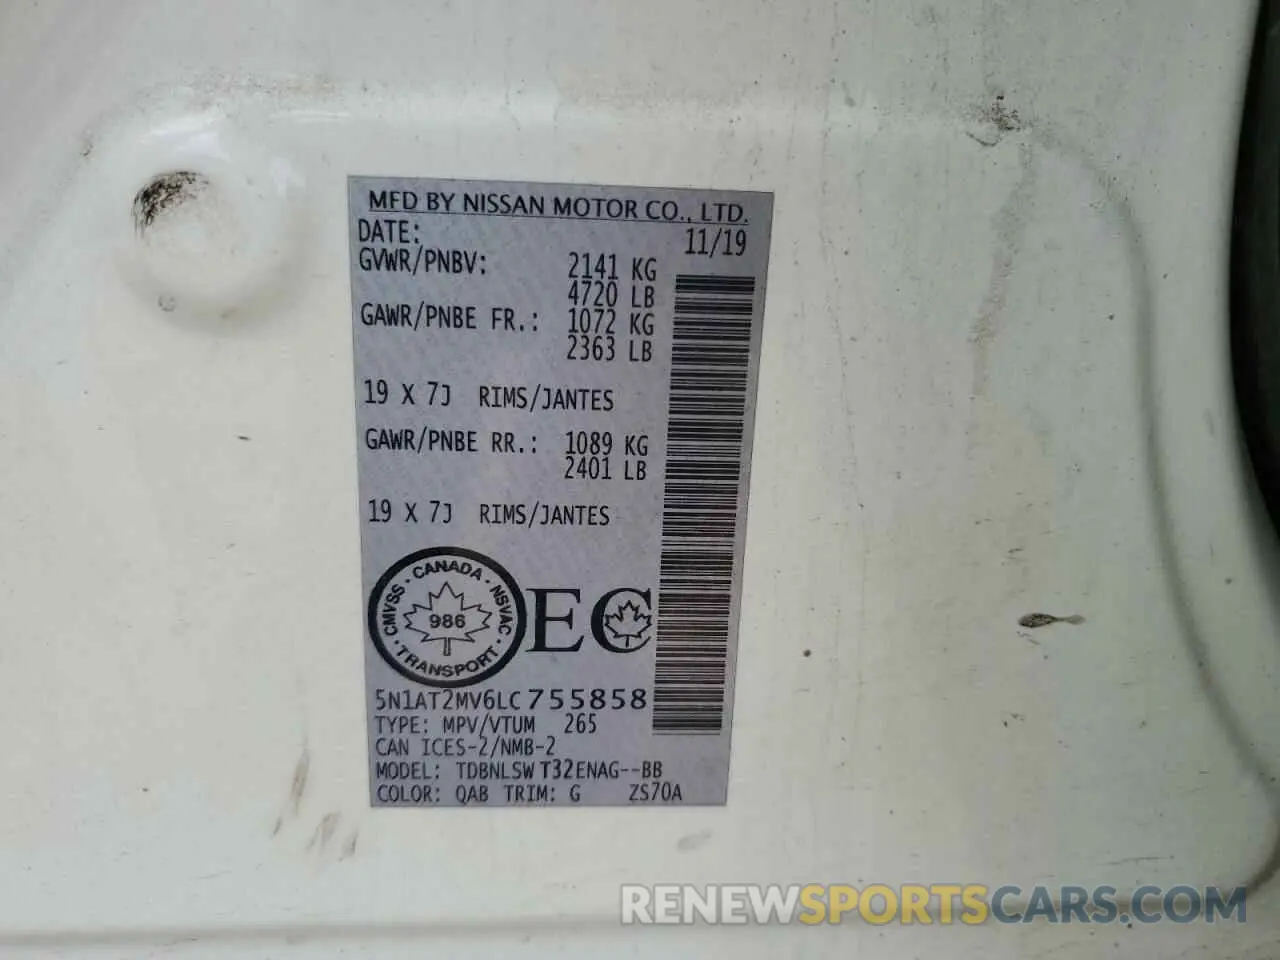 MFD BY NISSAN MOTOR CO., LTD.
DATE: 11/19
GVWR/PNBV: 2141 KG
4720 LB
GAWR/PNBE FR.: 1072 KG
2363 LB
19 X 7J RIMS/JANTES
GAWR/PNBE RR.: 1089 KG
2401 LB
19 X 7J RIMS/JANTES
CMVSS · CANADA · NSVAC · TRANSPORT ·
986
EC
5N1AT2MV6LC755858
TYPE: MPV/VTUM 265
CAN ICES-2/NMB-2
MODEL: TDBNLSWT32ENAG--BB
COLOR: QAB TRIM: G ZS70A
RENEWSPORTSCARS.COM